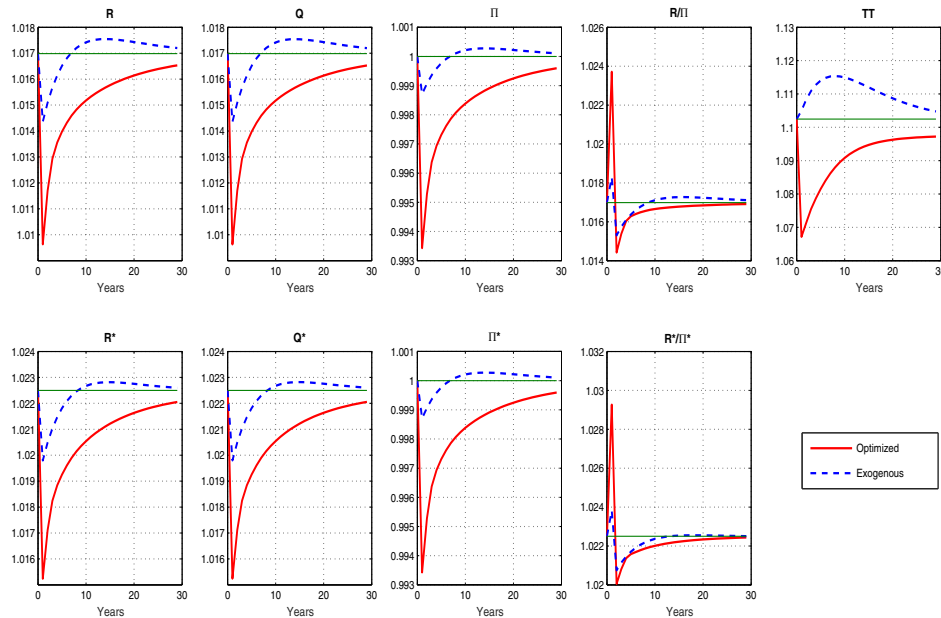 R
1.018
1.017
1.016
1.015
1.014
1.013
1.012
1.011
1.01
0 10 20 30
Years
Q
1.018
1.017
1.016
1.015
1.014
1.013
1.012
1.011
1.01
0 10 20 30
Years
Π
1.001
1
0.999
0.998
0.997
0.996
0.995
0.994
0.993
0 10 20 30
Years
R/Π
1.026
1.024
1.022
1.02
1.018
1.016
1.014
0 10 20 30
Years
TT
1.13
1.12
1.11
1.1
1.09
1.08
1.07
1.06
0 10 20 30
Years
R*
1.024
1.023
1.022
1.021
1.02
1.019
1.018
1.017
1.016
0 10 20 30
Years
Q*
1.024
1.023
1.022
1.021
1.02
1.019
1.018
1.017
1.016
0 10 20 30
Years
Π*
1.001
1
0.999
0.998
0.997
0.996
0.995
0.994
0.993
0 10 20 30
Years
R*/Π*
1.032
1.03
1.028
1.026
1.024
1.022
1.02
0 10 20 30
Years
Optimized
Exogenous